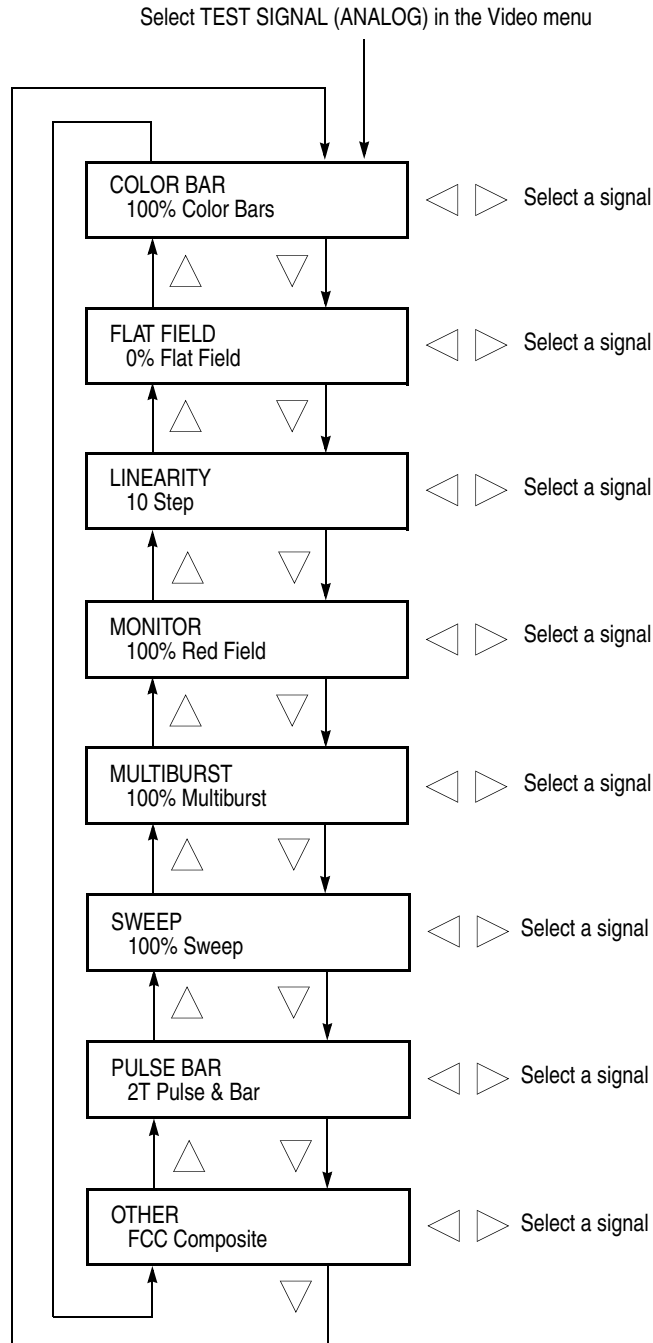 Select TEST SIGNAL (ANALOG) in the Video menu
COLOR BAR
100% Color Bars
Select a signal
FLAT FIELD
0% Flat Field
Select a signal
LINEARITY
10 Step
Select a signal
MONITOR
100% Red Field
Select a signal
MULTIBURST
100% Multiburst
Select a signal
SWEEP
100% Sweep
Select a signal
PULSE BAR
2T Pulse & Bar
Select a signal
OTHER
FCC Composite
Select a signal